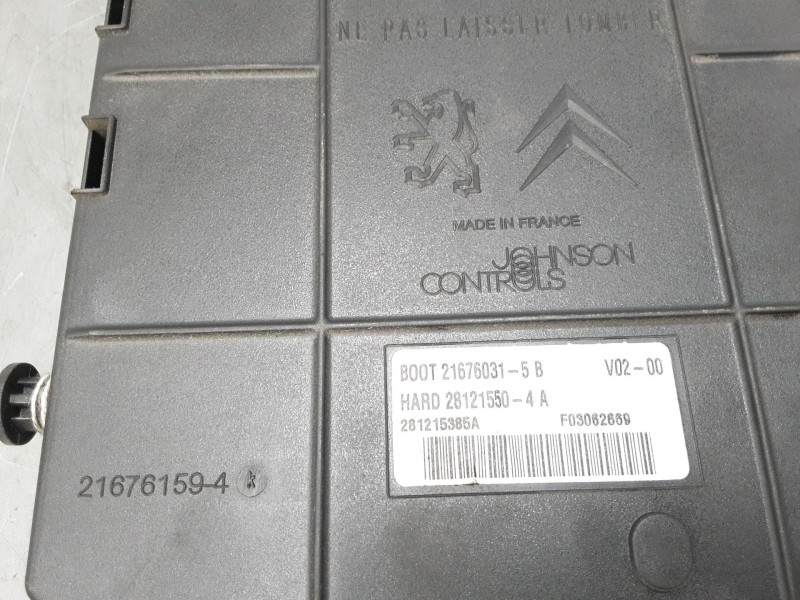 NE PAS LAISSER TOMBER
MADE IN FRANCE
JOHNSON
CONTROLS
BOOT 21676031-5 B V02-00
HARD 28121550-4 A
281215385A F03062659
21676159-4 k